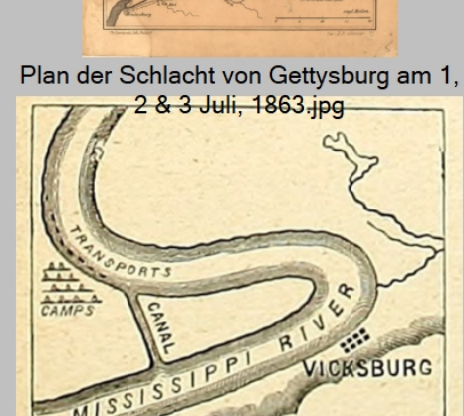 Plan der Schlacht von Gettysburg am 1,
2 & 3 Juli, 1863.jpg
TRANSPORTS
CAMPS
CANAL
MISSISSIPPI RIVER
VICKSBURG